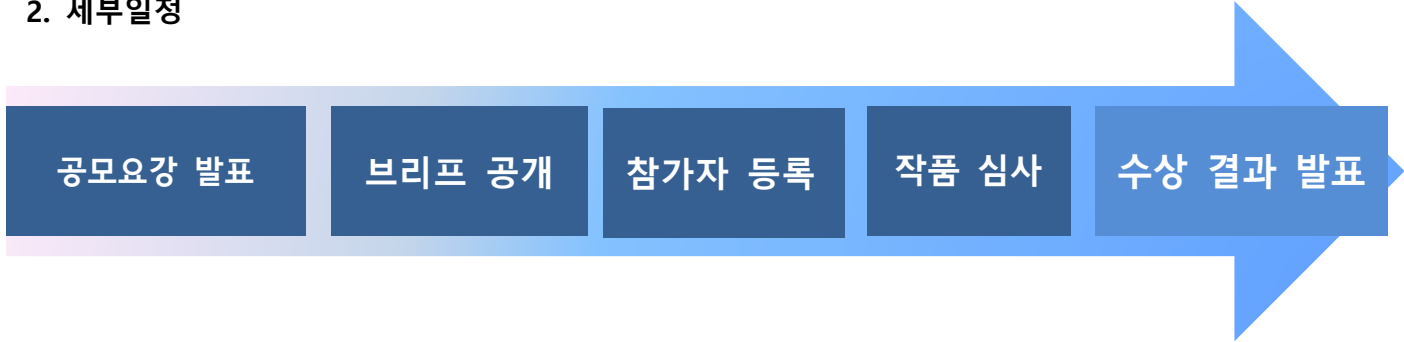 2. 세부일정
공모요강 발표
브리프 공개
참가자 등록
작품 심사
수상 결과 발표